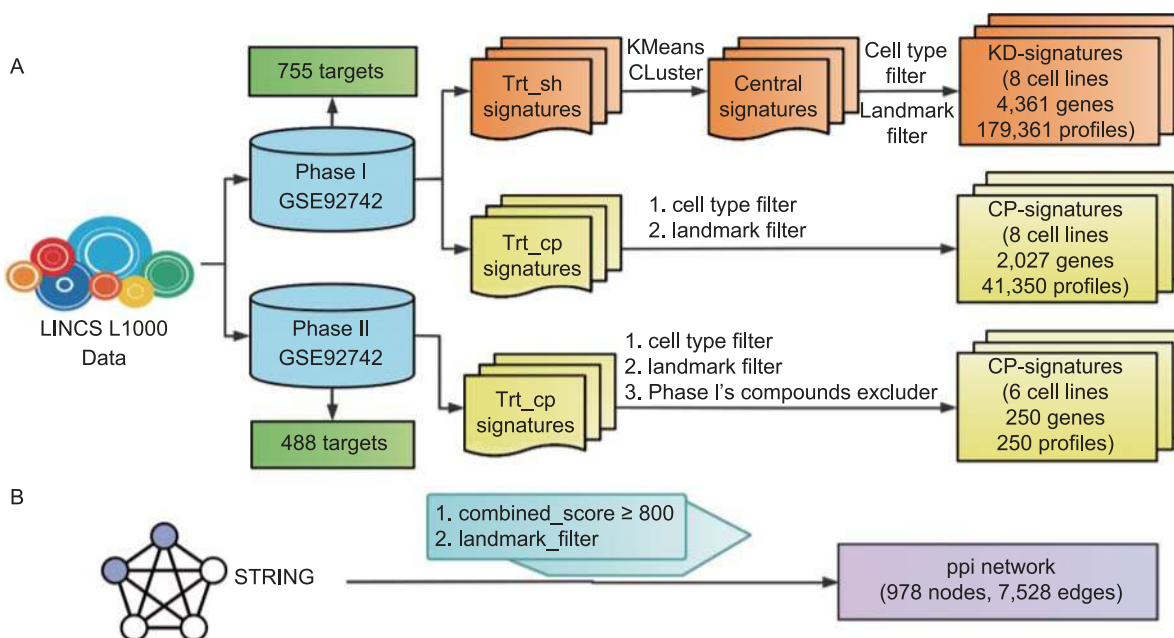 A
755 targets
Phase I
GSE92742
LINCS L1000
Data
Phase II
GSE92742
488 targets
Trt_sh
signatures
KMeans
CLuster
Central
signatures
Cell type
filter
Landmark
filter
KD-signatures
(8 cell lines
4,361 genes
179,361 profiles)
Trt_cp
signatures
1. cell type filter
2. landmark filter
CP-signatures
(8 cell lines
2,027 genes
41,350 profiles)
Trt_cp
signatures
1. cell type filter
2. landmark filter
3. Phase I's compounds excluder
CP-signatures
(6 cell lines
250 genes
250 profiles)
B
STRING
1. combined_score ≥ 800
2. landmark_filter
ppi network
(978 nodes, 7,528 edges)